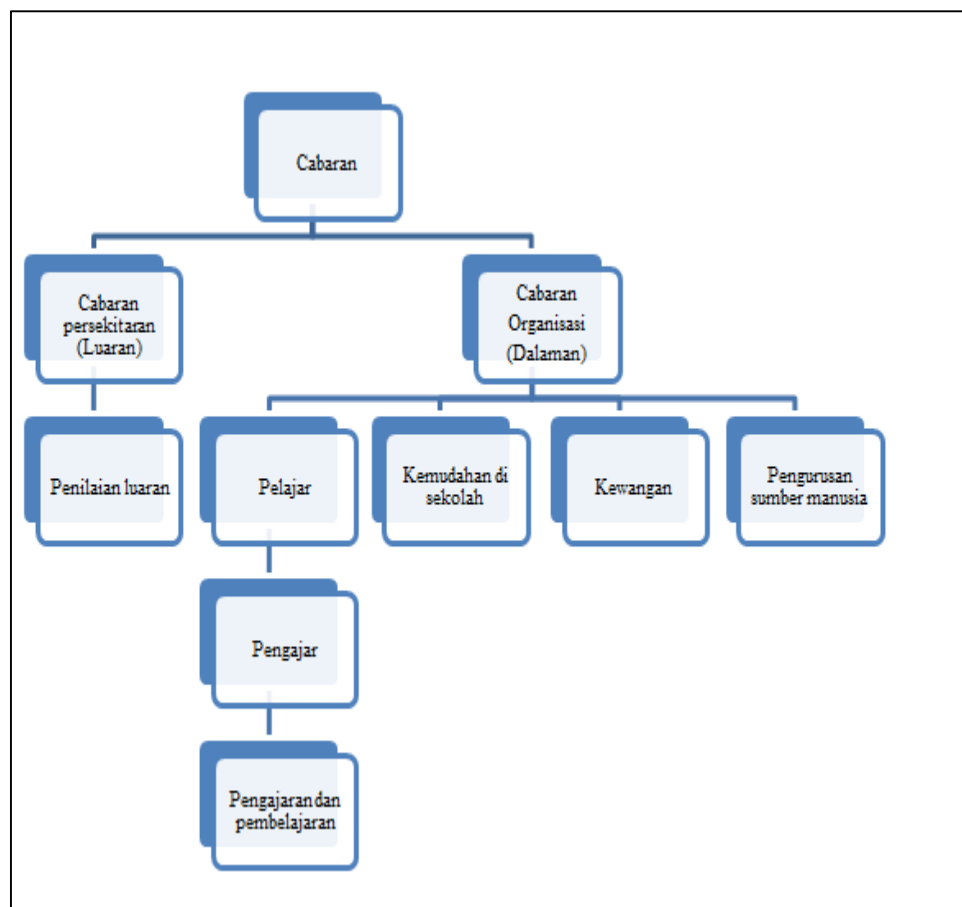 Cabaran
Cabaran
persekitaran
(Luaran)
Cabaran
Organisasi
(Dalaman)
Penilaian luaran
Pelajar
Kemudahan di
sekolah
Kewangan
Pengurusan
sumber manusia
Pengajar
Pengajaran dan
pembelajaran